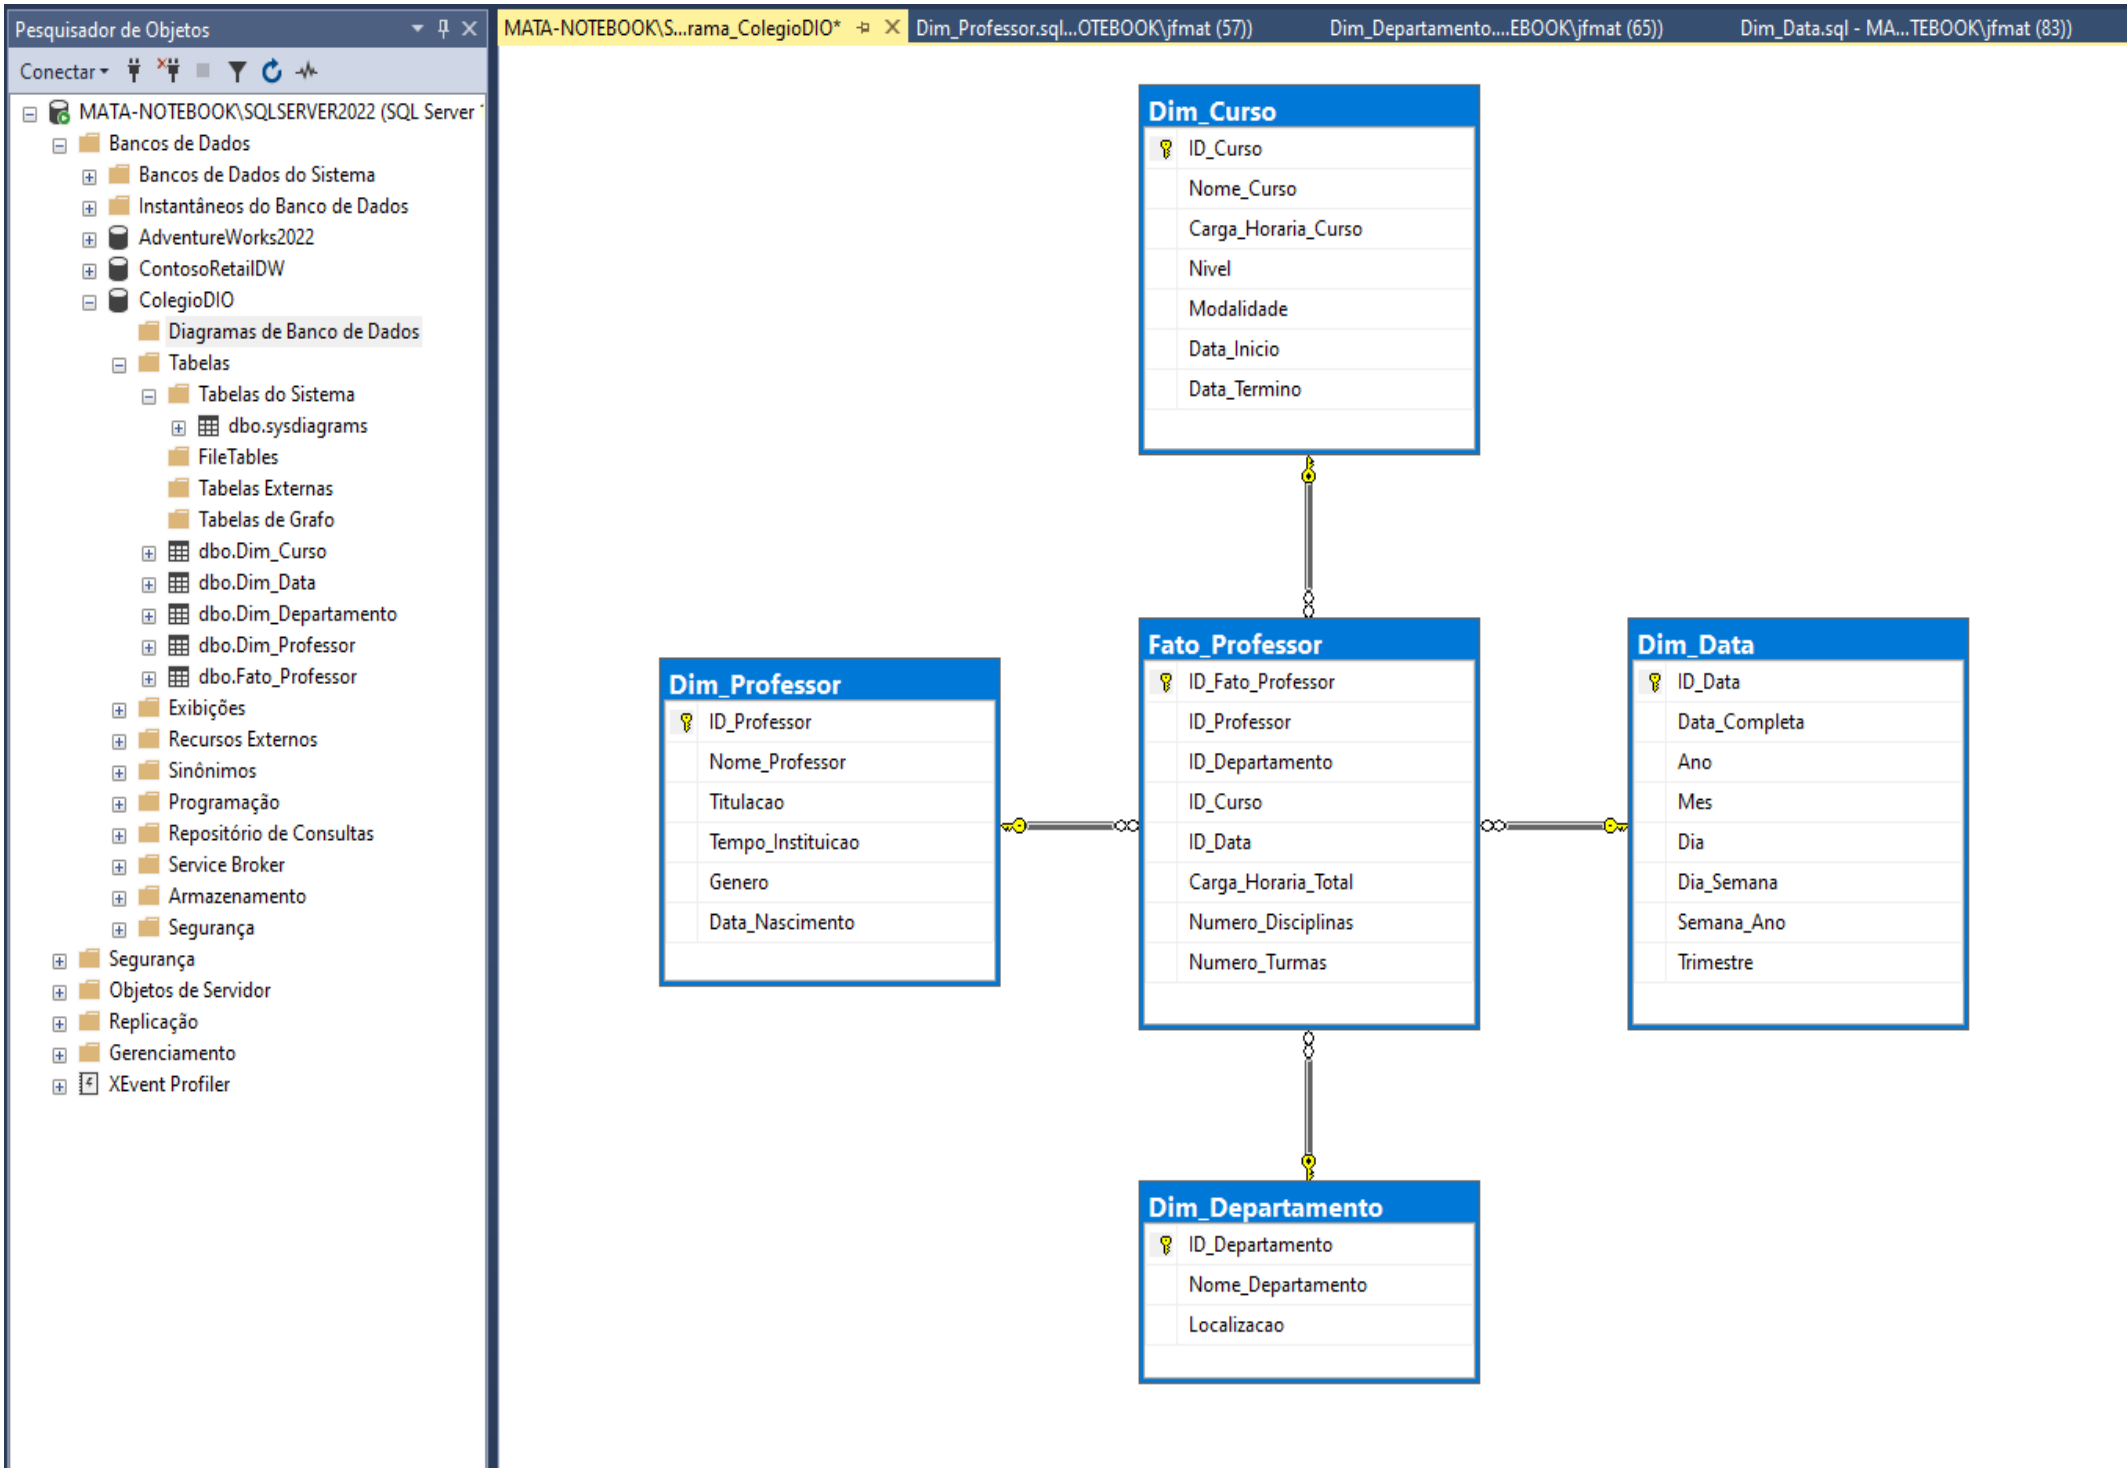 Pesquisador de Objetos
Conectar
MATA-NOTEBOOK\SQLSERVER2022 (SQL Server
Bancos de Dados
Bancos de Dados do Sistema
Instantâneos do Banco de Dados
AdventureWorks2022
ContosoRetailDW
ColegioDIO
Diagramas de Banco de Dados
Tabelas
Tabelas do Sistema
dbo.sysdiagrams
FileTables
Tabelas Externas
Tabelas de Grafo
dbo.Dim_Curso
dbo.Dim_Data
dbo.Dim_Departamento
dbo.Dim_Professor
dbo.Fato_Professor
Exibições
Recursos Externos
Sinônimos
Programação
Repositório de Consultas
Service Broker
Armazenamento
Segurança
Segurança
Objetos de Servidor
Replicação
Gerenciamento
XEvent Profiler
MATA-NOTEBOOK\S...rama_ColegioDIO* Dim_Professor.sql...OTEBOOK\jfmat (57)) Dim_Departamento....EBOOK\jfmat (65)) Dim_Data.sql - MA...TEBOOK\jfmat (83))
Dim_Curso
ID_Curso
Nome_Curso
Carga_Horaria_Curso
Nivel
Modalidade
Data_Inicio
Data_Termino
Dim_Professor
ID_Professor
Nome_Professor
Titulacao
Tempo_Instituicao
Genero
Data_Nascimento
Fato_Professor
ID_Fato_Professor
ID_Professor
ID_Departamento
ID_Curso
ID_Data
Carga_Horaria_Total
Numero_Disciplinas
Numero_Turmas
Dim_Data
ID_Data
Data_Completa
Ano
Mes
Dia
Dia_Semana
Semana_Ano
Trimestre
Dim_Departamento
ID_Departamento
Nome_Departamento
Localizacao